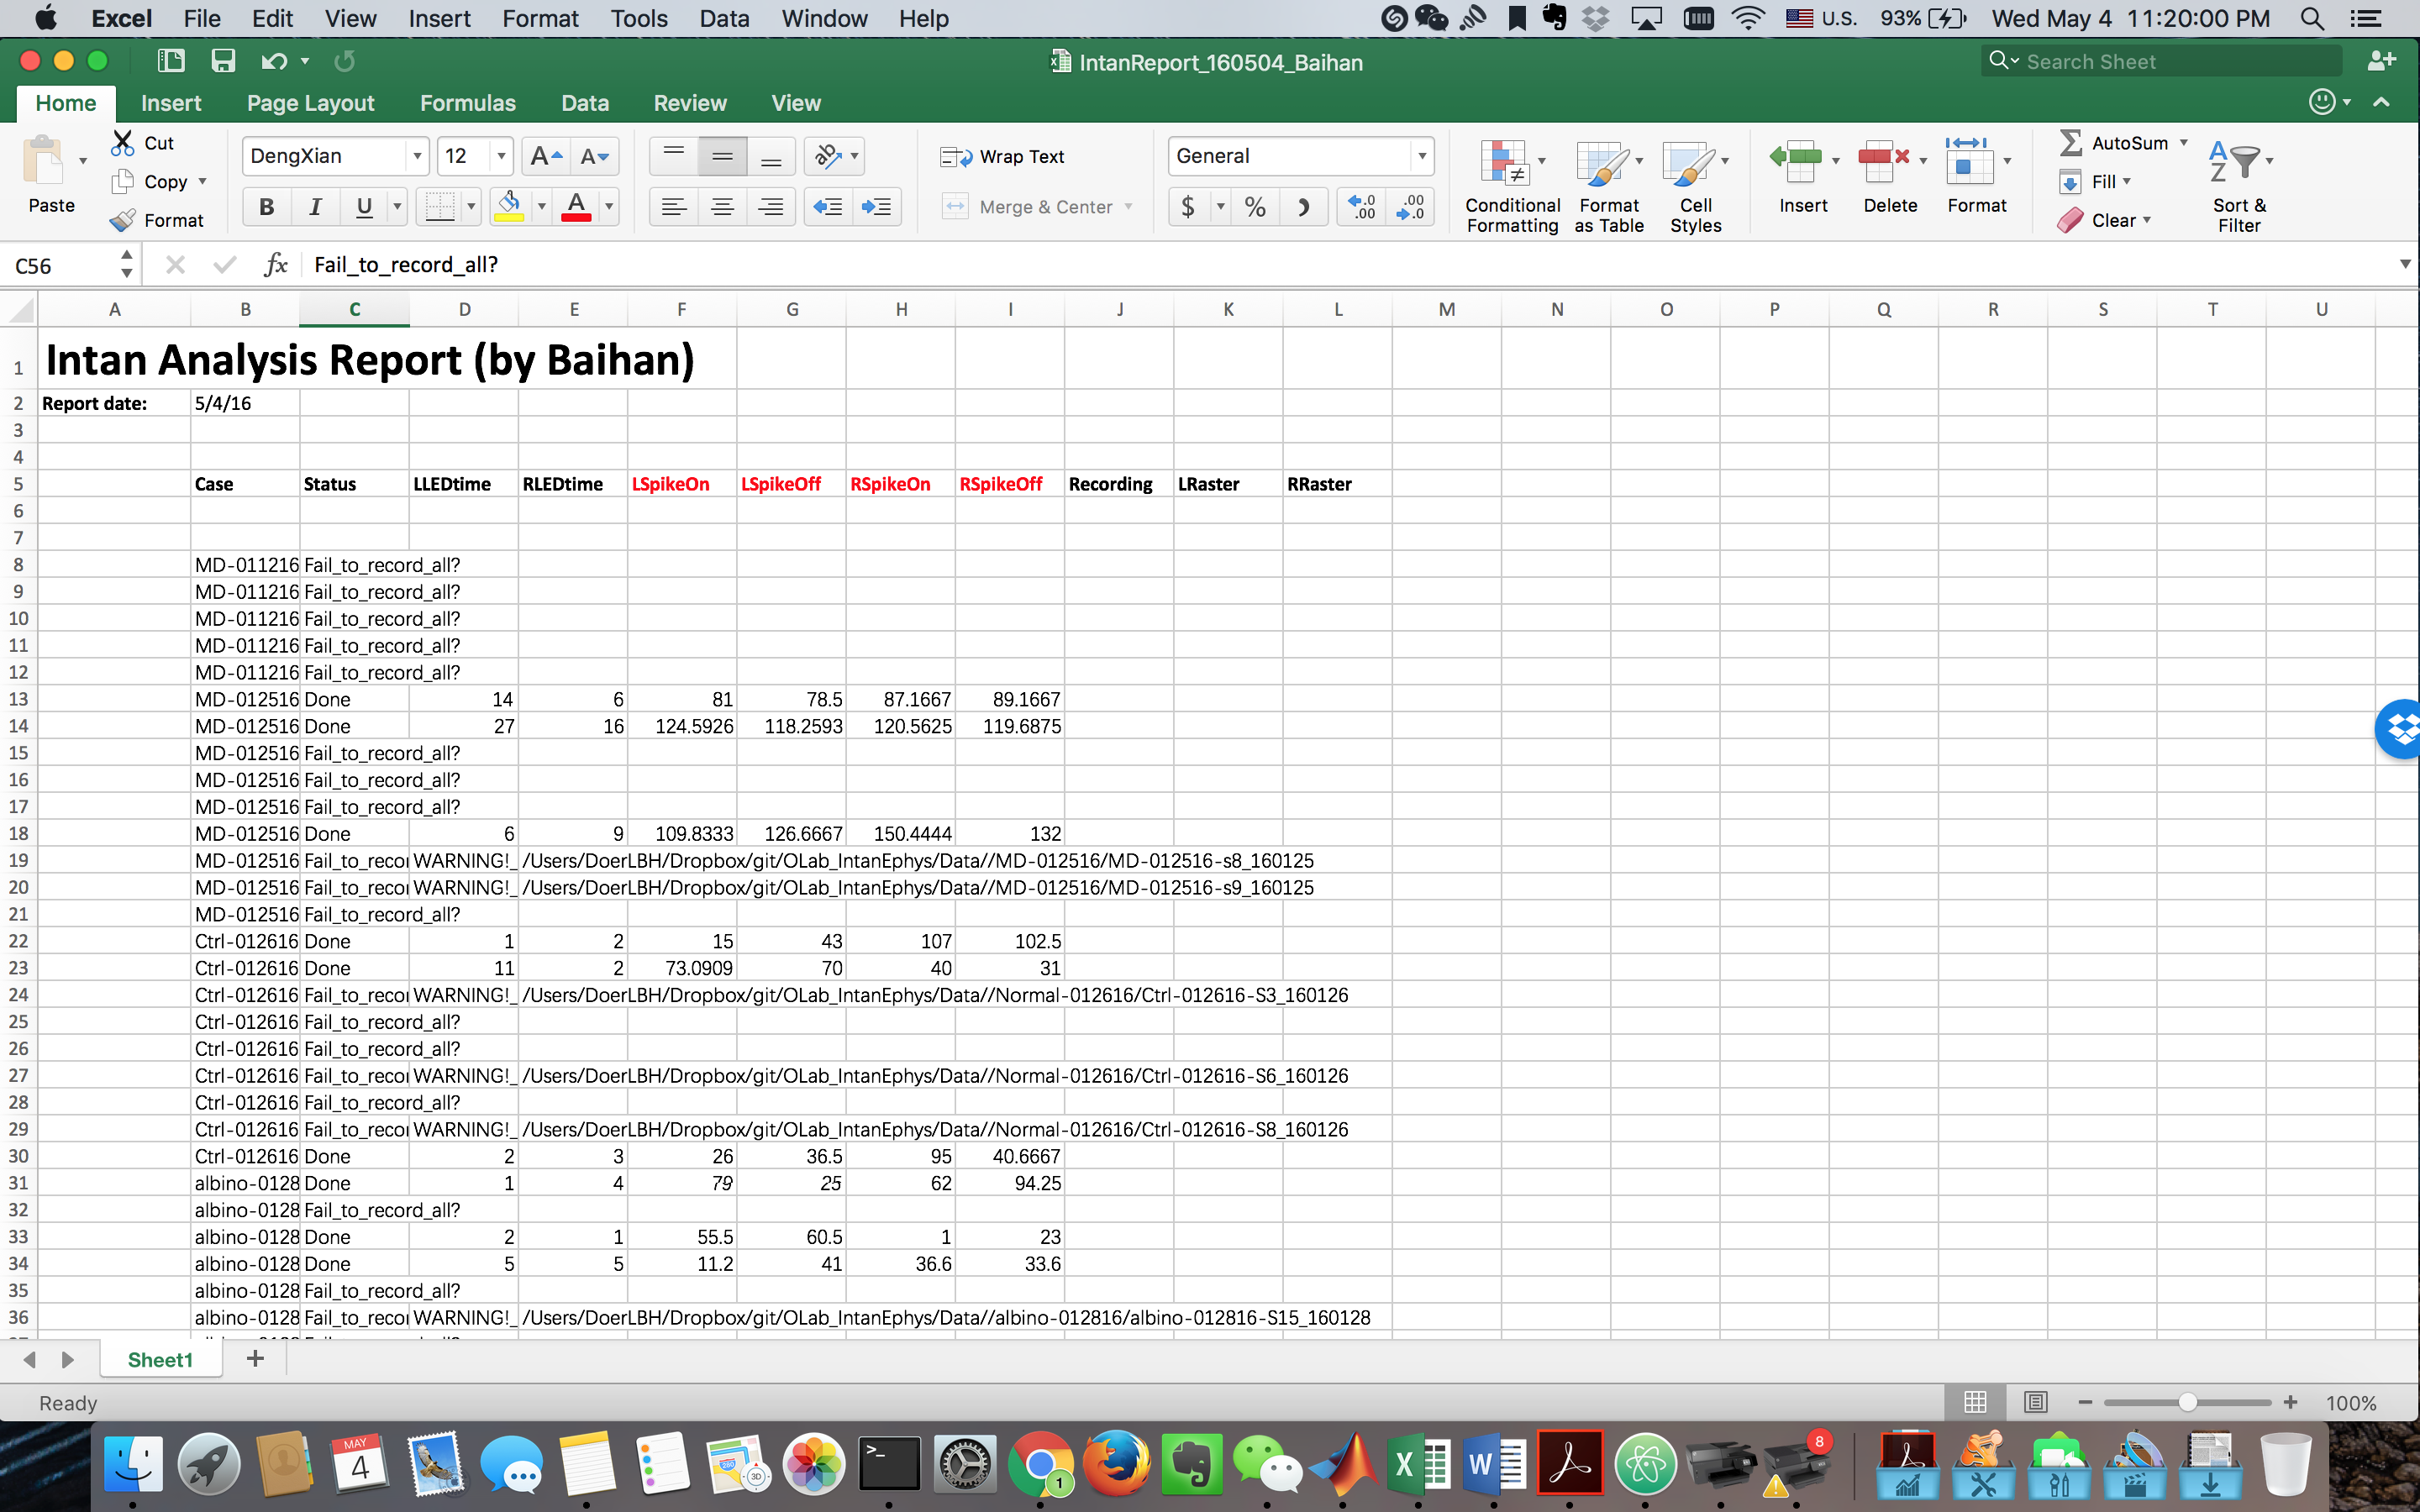 Excel File Edit View Insert Format Tools Data Window Help U.S. 93% Wed May 4 11:20:00 PM
IntanReport_160504_Baihan Search Sheet
Home Insert Page Layout Formulas Data Review View
Paste Cut Copy Format DengXian 12 Wrap Text Merge & Center General Conditional Formatting Format as Table Cell Styles Insert Delete Format AutoSum Fill Clear Sort & Filter
C56 fx Fail_to_record_all?
A B C D E F G H I J K L M N O P Q R S T U
1 Intan Analysis Report (by Baihan)
2 Report date: 5/4/16
3
4
5 Case Status LLEDtime RLEDtime LSpikeOn LSpikeOff RSpikeOn RSpikeOff Recording LRaster RRaster
6
7
8 MD-011216 Fail_to_record_all?
9 MD-011216 Fail_to_record_all?
10 MD-011216 Fail_to_record_all?
11 MD-011216 Fail_to_record_all?
12 MD-011216 Fail_to_record_all?
13 MD-012516 Done 14 6 81 78.5 87.1667 89.1667
14 MD-012516 Done 27 16 124.5926 118.2593 120.5625 119.6875
15 MD-012516 Fail_to_record_all?
16 MD-012516 Fail_to_record_all?
17 MD-012516 Fail_to_record_all?
18 MD-012516 Done 6 9 109.8333 126.6667 150.4444 132
19 MD-012516 Fail_to_recor WARNING!_ /Users/DoerLBH/Dropbox/git/OLab_IntanEphys/Data//MD-012516/MD-012516-s8_160125
20 MD-012516 Fail_to_recor WARNING!_ /Users/DoerLBH/Dropbox/git/OLab_IntanEphys/Data//MD-012516/MD-012516-s9_160125
21 MD-012516 Fail_to_record_all?
22 Ctrl-012616 Done 1 2 15 43 107 102.5
23 Ctrl-012616 Done 11 2 73.0909 70 40 31
24 Ctrl-012616 Fail_to_recor WARNING!_ /Users/DoerLBH/Dropbox/git/OLab_IntanEphys/Data//Normal-012616/Ctrl-012616-S3_160126
25 Ctrl-012616 Fail_to_record_all?
26 Ctrl-012616 Fail_to_record_all?
27 Ctrl-012616 Fail_to_recor WARNING!_ /Users/DoerLBH/Dropbox/git/OLab_IntanEphys/Data//Normal-012616/Ctrl-012616-S6_160126
28 Ctrl-012616 Fail_to_record_all?
29 Ctrl-012616 Fail_to_recor WARNING!_ /Users/DoerLBH/Dropbox/git/OLab_IntanEphys/Data//Normal-012616/Ctrl-012616-S8_160126
30 Ctrl-012616 Done 2 3 26 36.5 95 40.6667
31 albino-0128 Done 1 4 79 25 62 94.25
32 albino-0128 Fail_to_record_all?
33 albino-0128 Done 2 1 55.5 60.5 1 23
34 albino-0128 Done 5 5 11.2 41 36.6 33.6
35 albino-0128 Fail_to_record_all?
36 albino-0128 Fail_to_recor WARNING!_ /Users/DoerLBH/Dropbox/git/OLab_IntanEphys/Data//albino-012816/albino-012816-S15_160128
Sheet1
Ready 100%
MAY 4 1 8